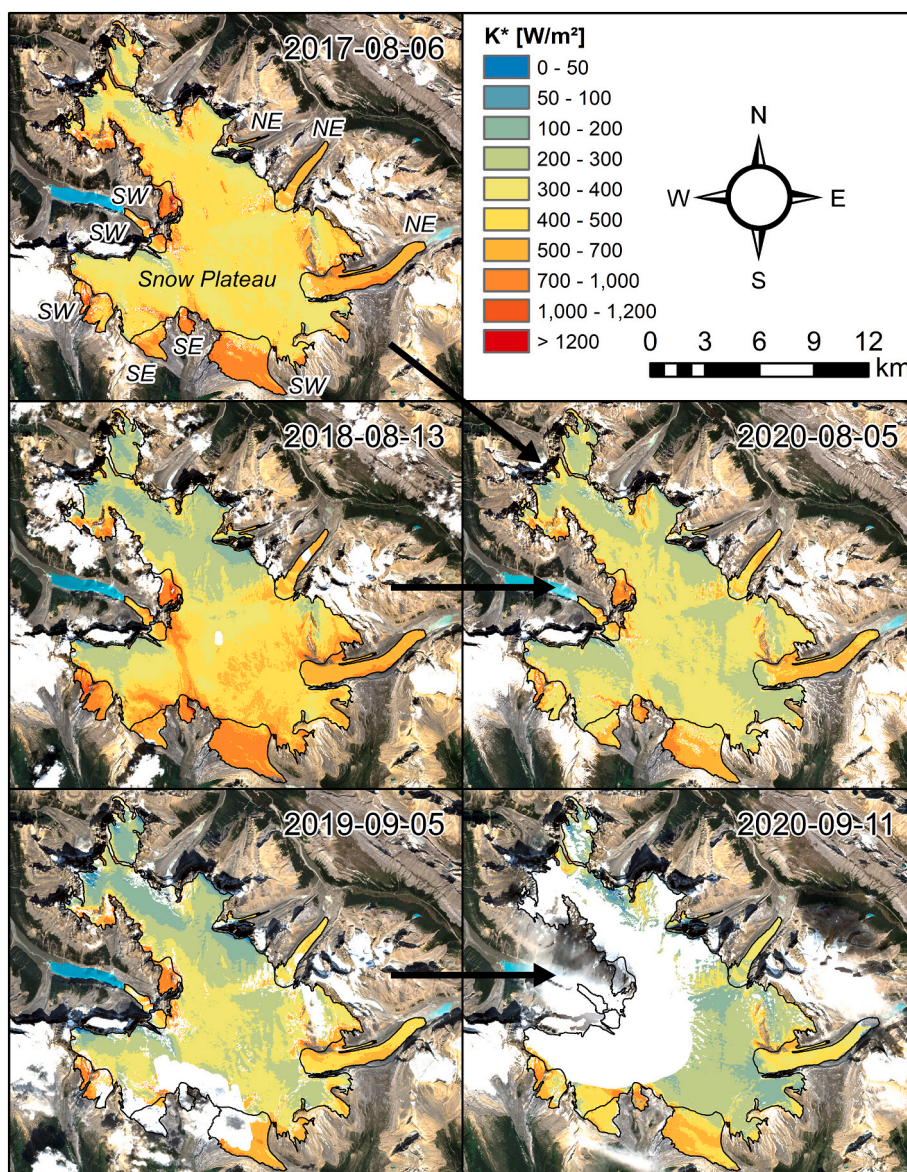 2017-08-06
NE
NE
SW
NE
SW
Snow Plateau
SW
SE
SE
SW
K* [W/m²]
0 - 50
50 - 100
100 - 200
200 - 300
300 - 400
400 - 500
500 - 700
700 - 1,000
1,000 - 1,200
> 1200
N
W E
S
0 3 6 9 12
km
2018-08-13
2020-08-05
2019-09-05
2020-09-11